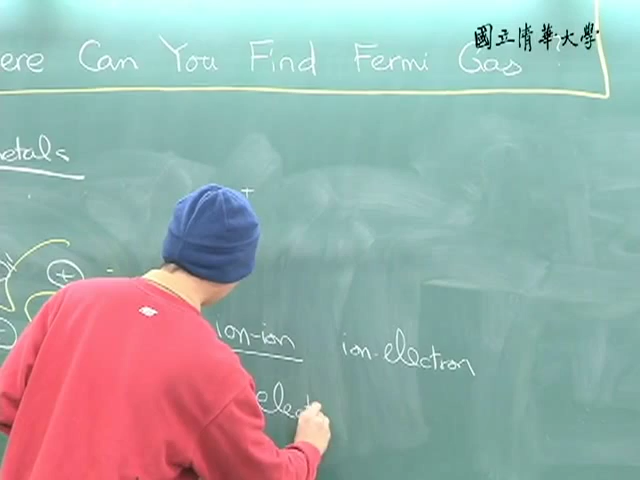 國立清華大學
ere Can You Find Fermi Gas ?
etals
+
+
ion-ion ion-electron
elect